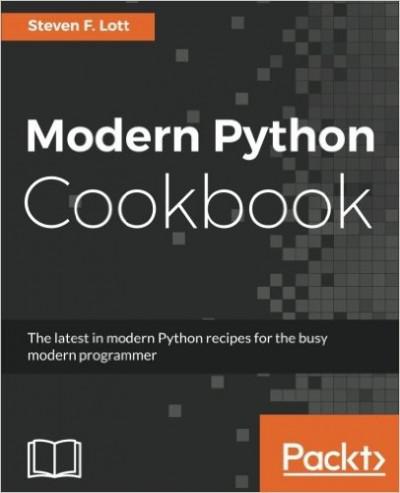 Steven F. Lott
Modern Python
Cookbook
The latest in modern Python recipes for the busy
modern programmer
Packt>